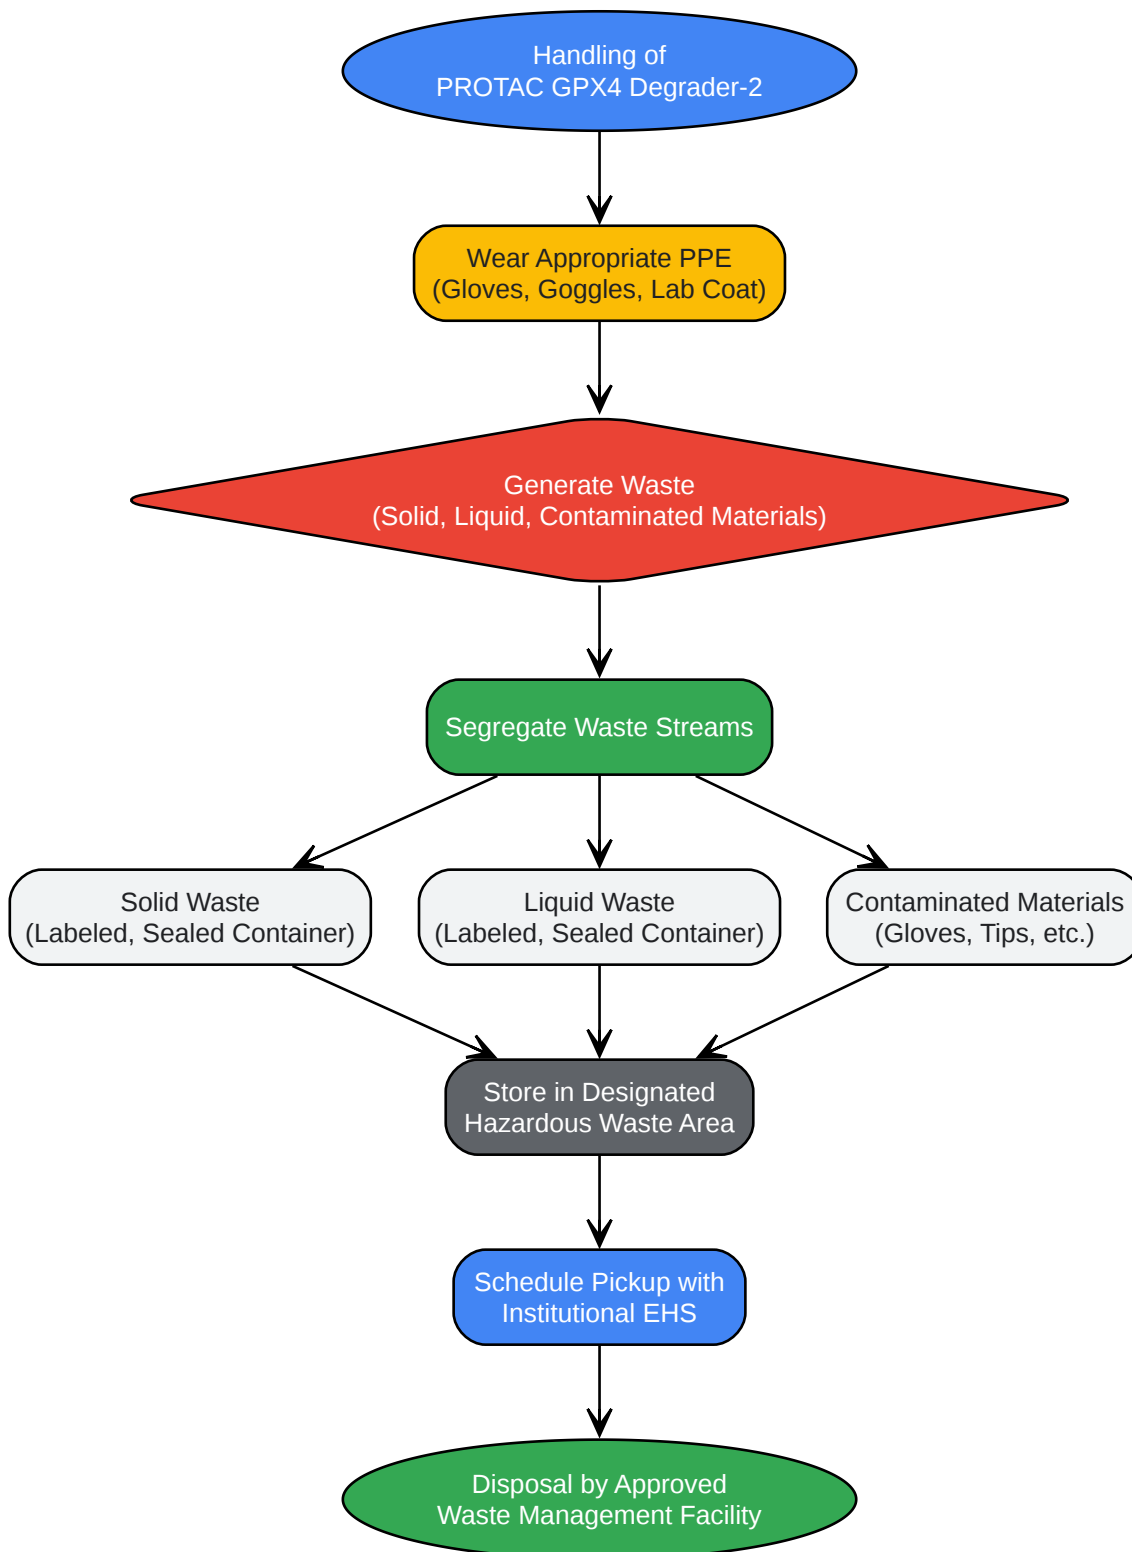 Handling of
PROTAC GPX4 Degrader-2
Wear Appropriate PPE
(Gloves, Goggles, Lab Coat)
Generate Waste
(Solid, Liquid, Contaminated Materials)
Segregate Waste Streams
Solid Waste
(Labeled, Sealed Container)
Liquid Waste
(Labeled, Sealed Container)
Contaminated Materials
(Gloves, Tips, etc.)
Store in Designated
Hazardous Waste Area
Schedule Pickup with
Institutional EHS
Disposal by Approved
Waste Management Facility